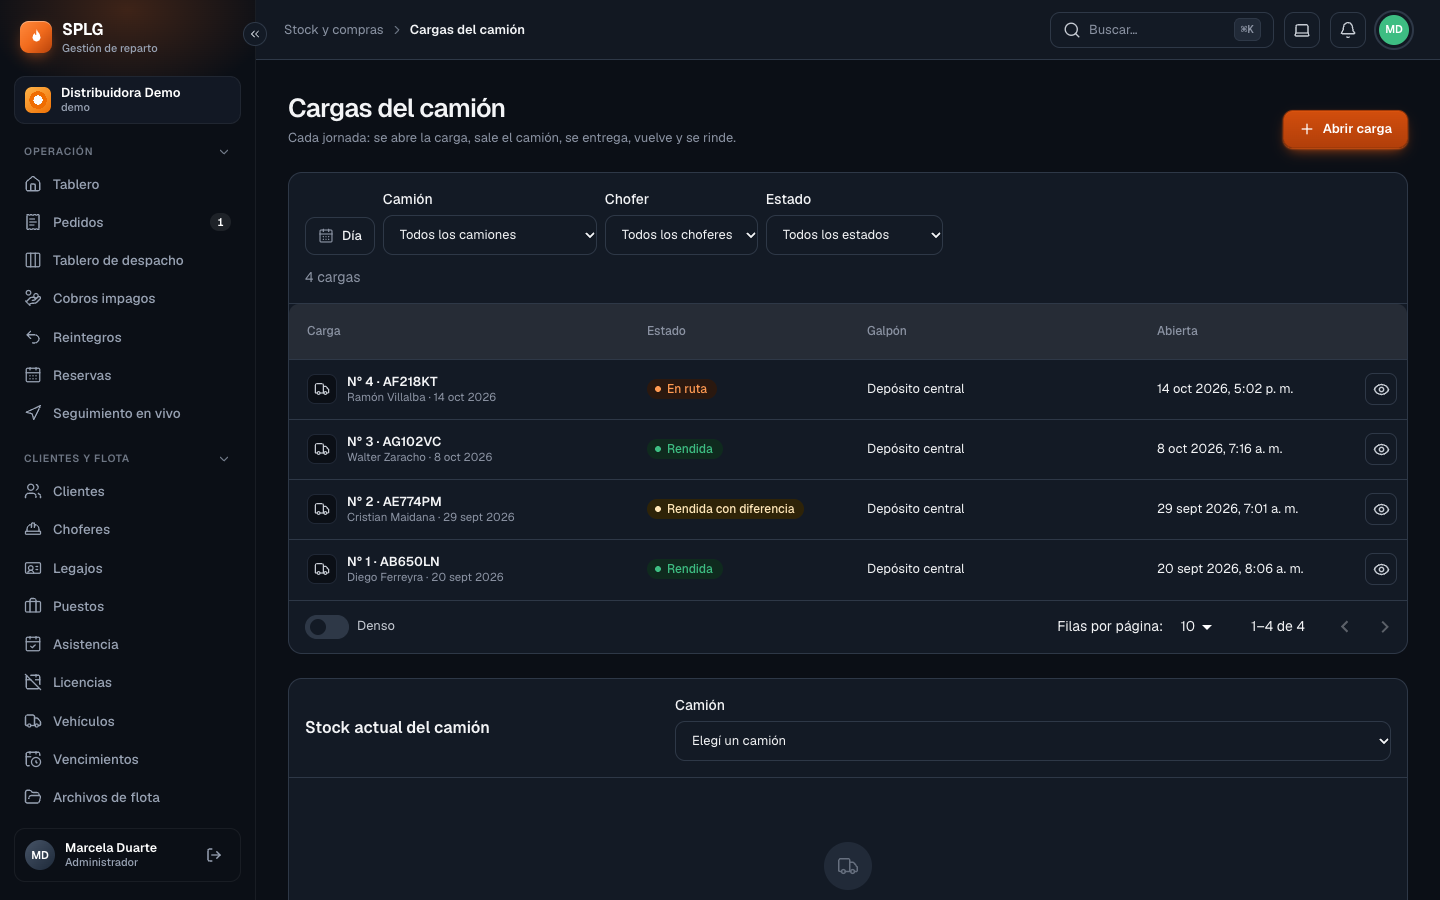 SPLG
Gestión de reparto
Distribuidora Demo
demo
OPERACIÓN
Tablero
Pedidos 1
Tablero de despacho
Cobros impagos
Reintegros
Reservas
Seguimiento en vivo
CLIENTES Y FLOTA
Clientes
Choferes
Legajos
Puestos
Asistencia
Licencias
Vehículos
Vencimientos
Archivos de flota
MD
Marcela Duarte
Administrador
Stock y compras > Cargas del camión
Buscar... ⌘K
MD
Cargas del camión
Cada jornada: se abre la carga, sale el camión, se entrega, vuelve y se rinde.
+ Abrir carga
Camión Chofer Estado
Día Todos los camiones Todos los choferes Todos los estados
4 cargas
Carga Estado Galpón Abierta
N° 4 · AF218KT
Ramón Villalba · 14 oct 2026
En ruta Depósito central 14 oct 2026, 5:02 p. m.
N° 3 · AG102VC
Walter Zaracho · 8 oct 2026
Rendida Depósito central 8 oct 2026, 7:16 a. m.
N° 2 · AE774PM
Cristian Maidana · 29 sept 2026
Rendida con diferencia Depósito central 29 sept 2026, 7:01 a. m.
N° 1 · AB650LN
Diego Ferreyra · 20 sept 2026
Rendida Depósito central 20 sept 2026, 8:06 a. m.
Denso Filas por página: 10 1–4 de 4
Stock actual del camión
Camión
Elegí un camión